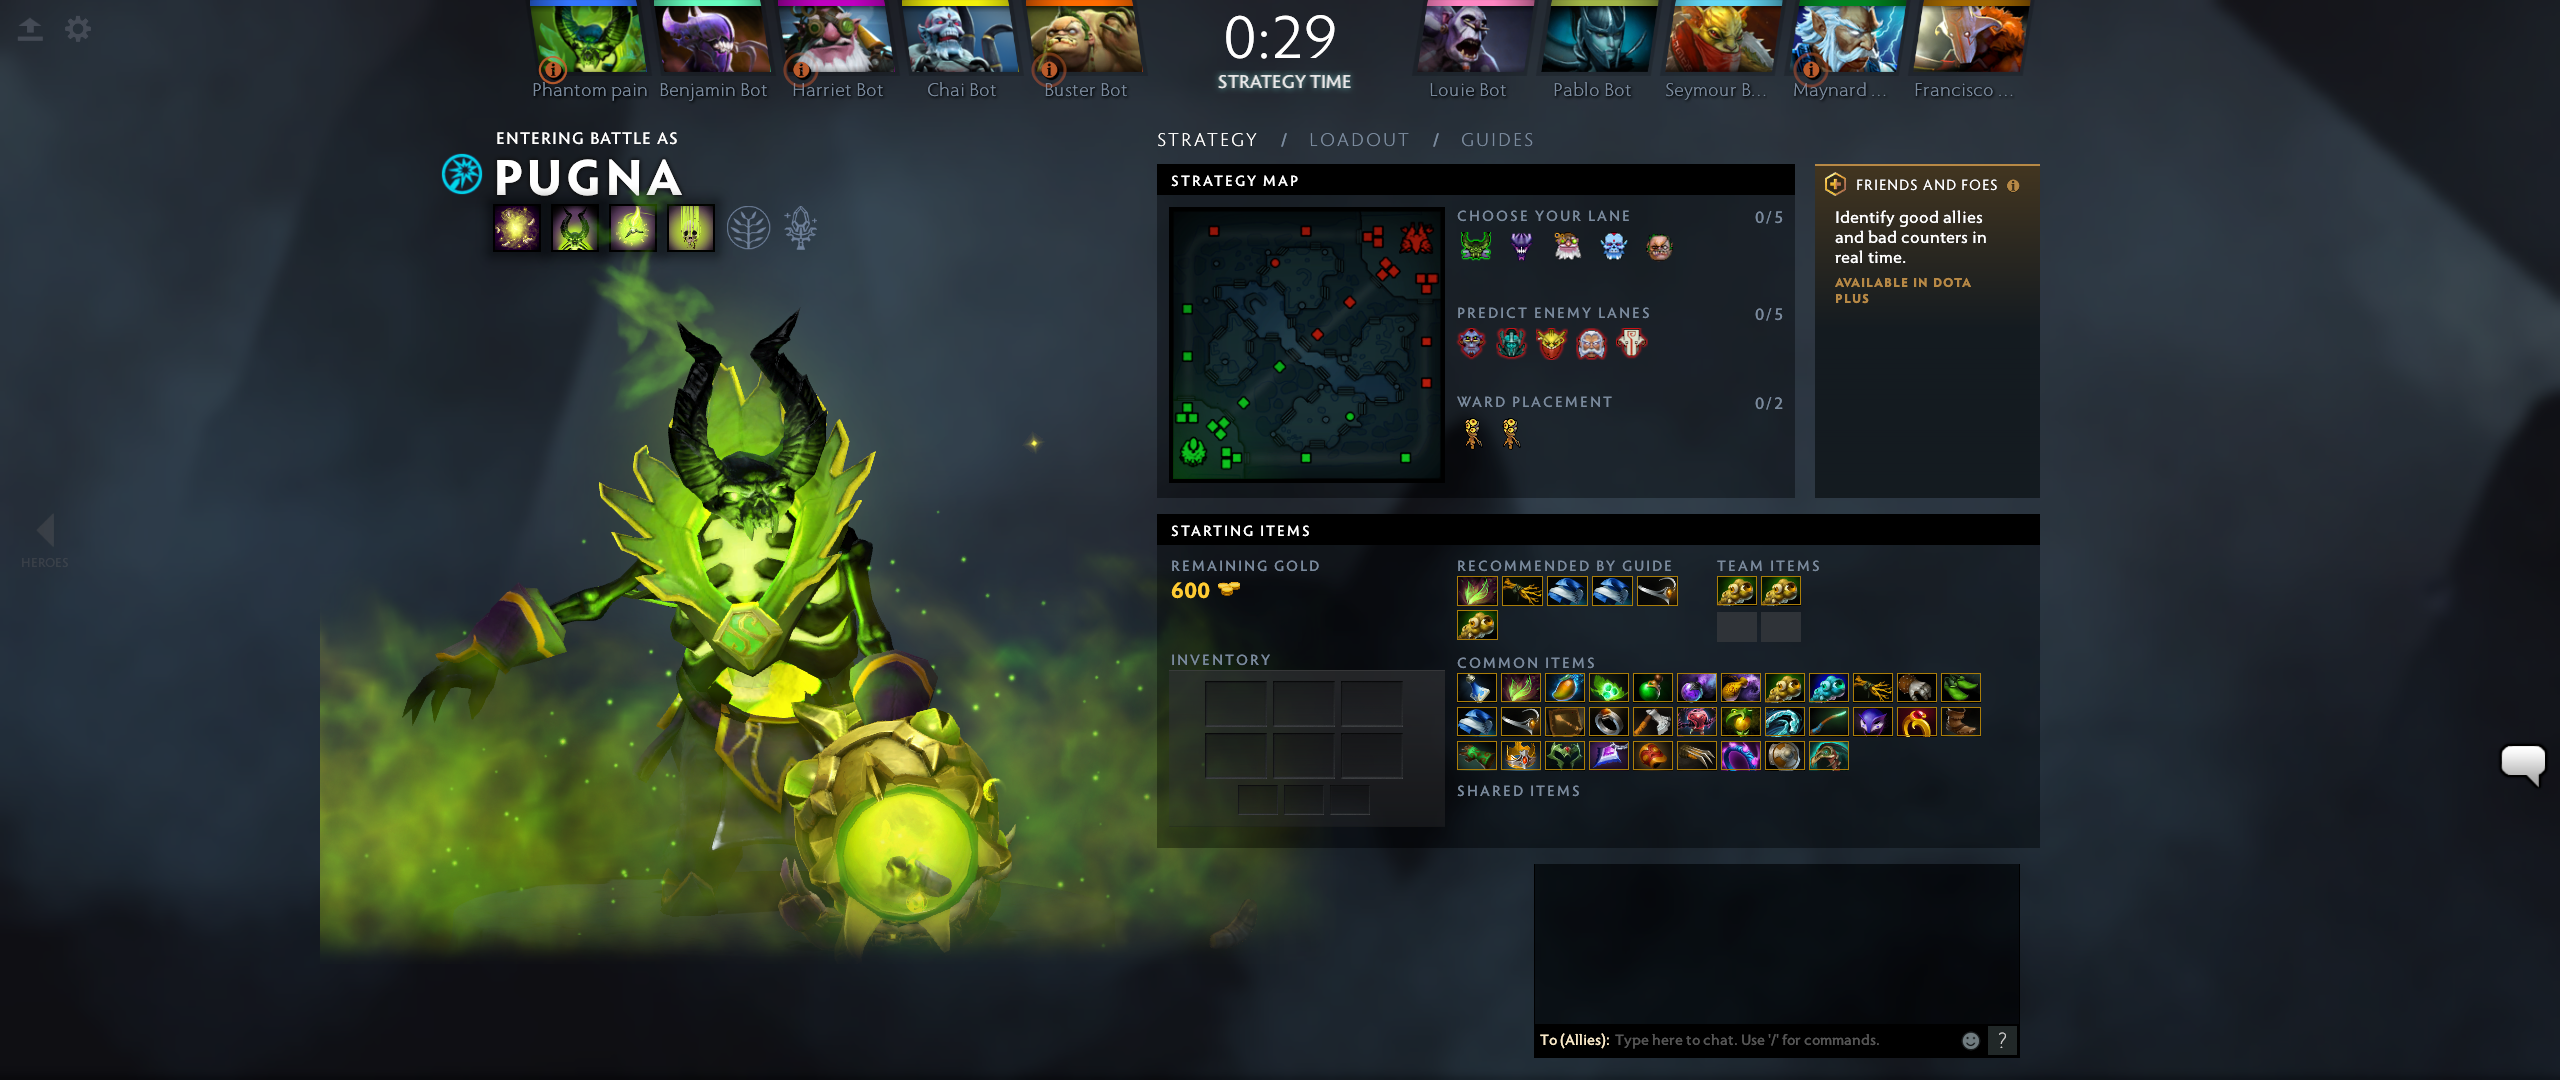 0:29
STRATEGY TIME
Phantom pain
Benjamin Bot
Harriet Bot
Chai Bot
Buster Bot
Louie Bot
Pablo Bot
Seymour B...
Maynard ...
Francisco ...
ENTERING BATTLE AS
PUGNA
STRATEGY / LOADOUT / GUIDES
STRATEGY MAP
CHOOSE YOUR LANE 0/5
PREDICT ENEMY LANES 0/5
WARD PLACEMENT 0/2
FRIENDS AND FOES
Identify good allies
and bad counters in
real time.
AVAILABLE IN DOTA
PLUS
HEROES
STARTING ITEMS
REMAINING GOLD
600
INVENTORY
RECOMMENDED BY GUIDE
TEAM ITEMS
COMMON ITEMS
SHARED ITEMS
To (Allies): Type here to chat. Use '/' for commands.
?